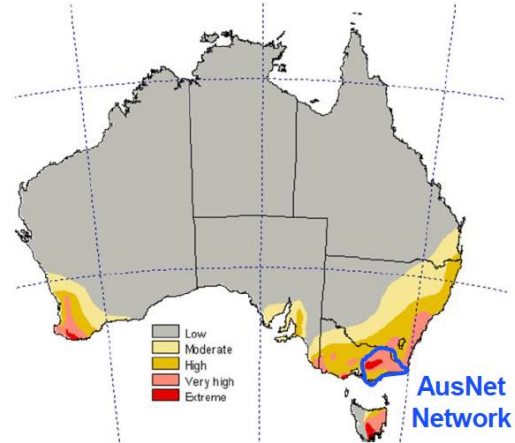 Low
Moderate
High
Very high
Extreme
AusNet
Network